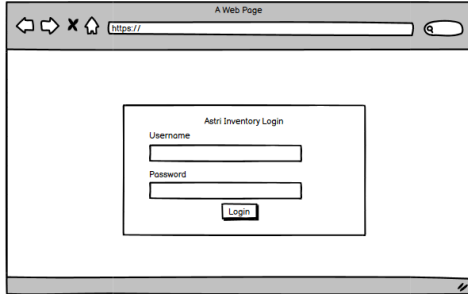 A Web Page
https://
Astri Inventory Login
Username
Password
Login